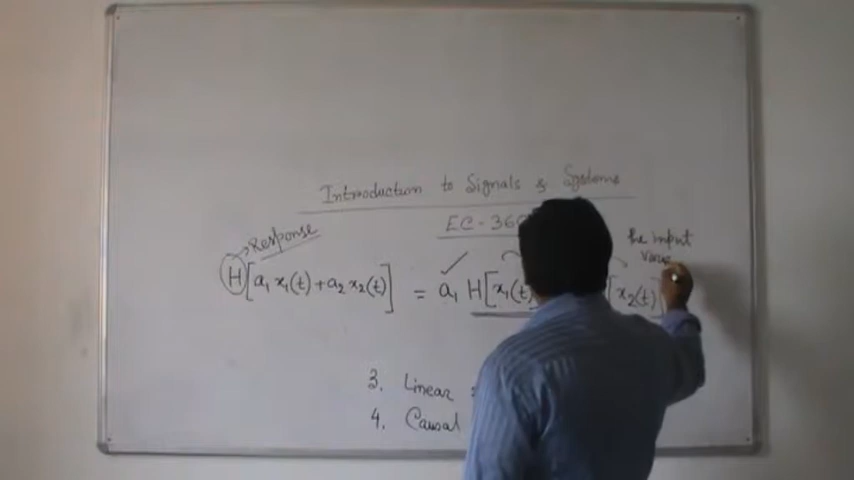 Introduction to Signals & Systems
EC-36
the input
H → Response
H[a₁ x₁(t) + a₂ x₂(t)] = a₁ H[x₁(t) [x₂(t)]
3. Linear
4. Causal